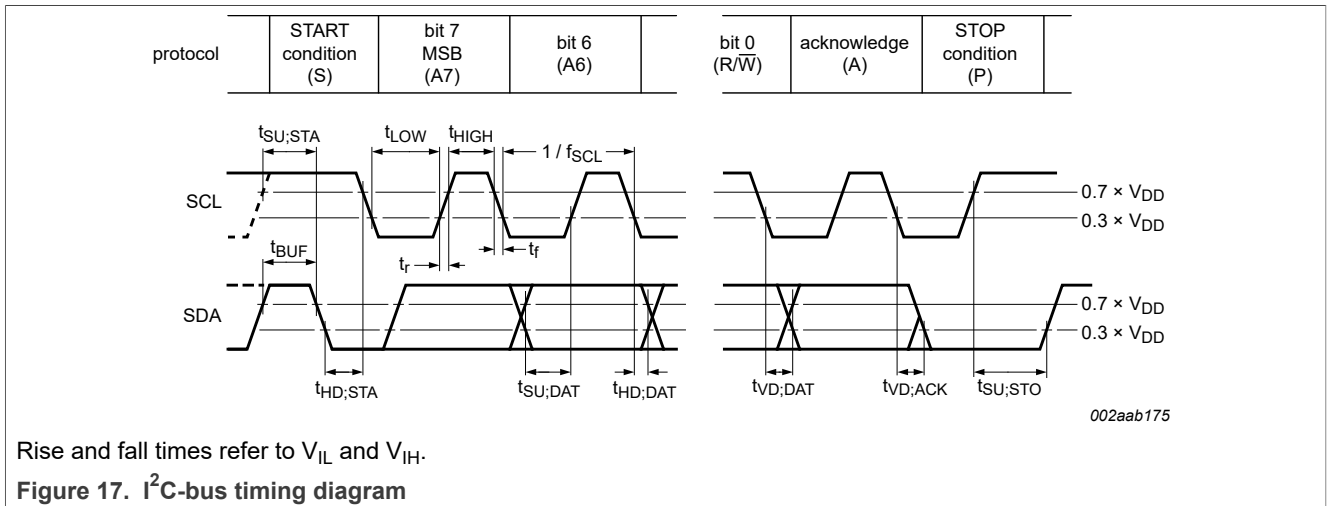 protocol
START
condition
(S)
bit 7
MSB
(A7)
bit 6
(A6)
bit 0
(R/W̅)
acknowledge
(A)
STOP
condition
(P)
tSU;STA
tLOW
tHIGH
1 / fSCL
SCL
0.7 × VDD
0.3 × VDD
tBUF
tr
tf
SDA
0.7 × VDD
0.3 × VDD
tHD;STA
tSU;DAT
tHD;DAT
tVD;DAT
tVD;ACK
tSU;STO
002aab175
Rise and fall times refer to VIL and VIH.
Figure 17. I²C-bus timing diagram